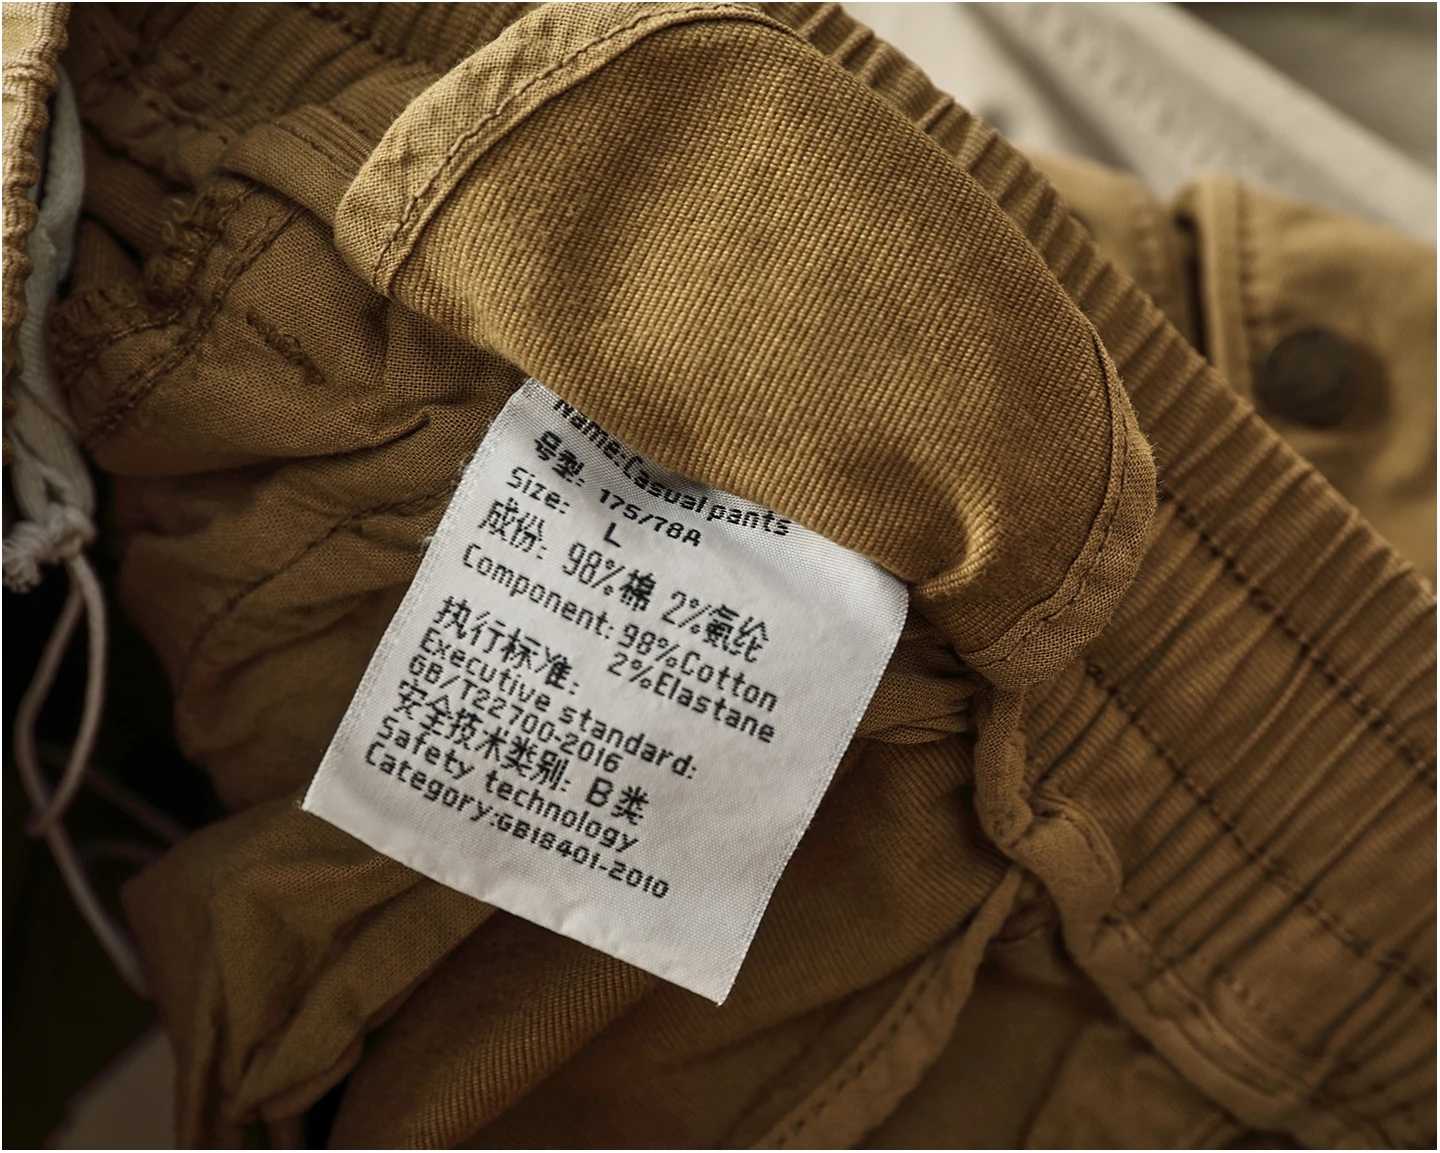 Name:Casual pants
号型: 175/78A
Size: L
成份: 98%棉 2%氨纶
Component: 98%Cotton
2%Elastane
执行标准:
Executive standard:
GB/T22700-2016
安全技术类别: B类
Safety technology
Category:GB18401-2010